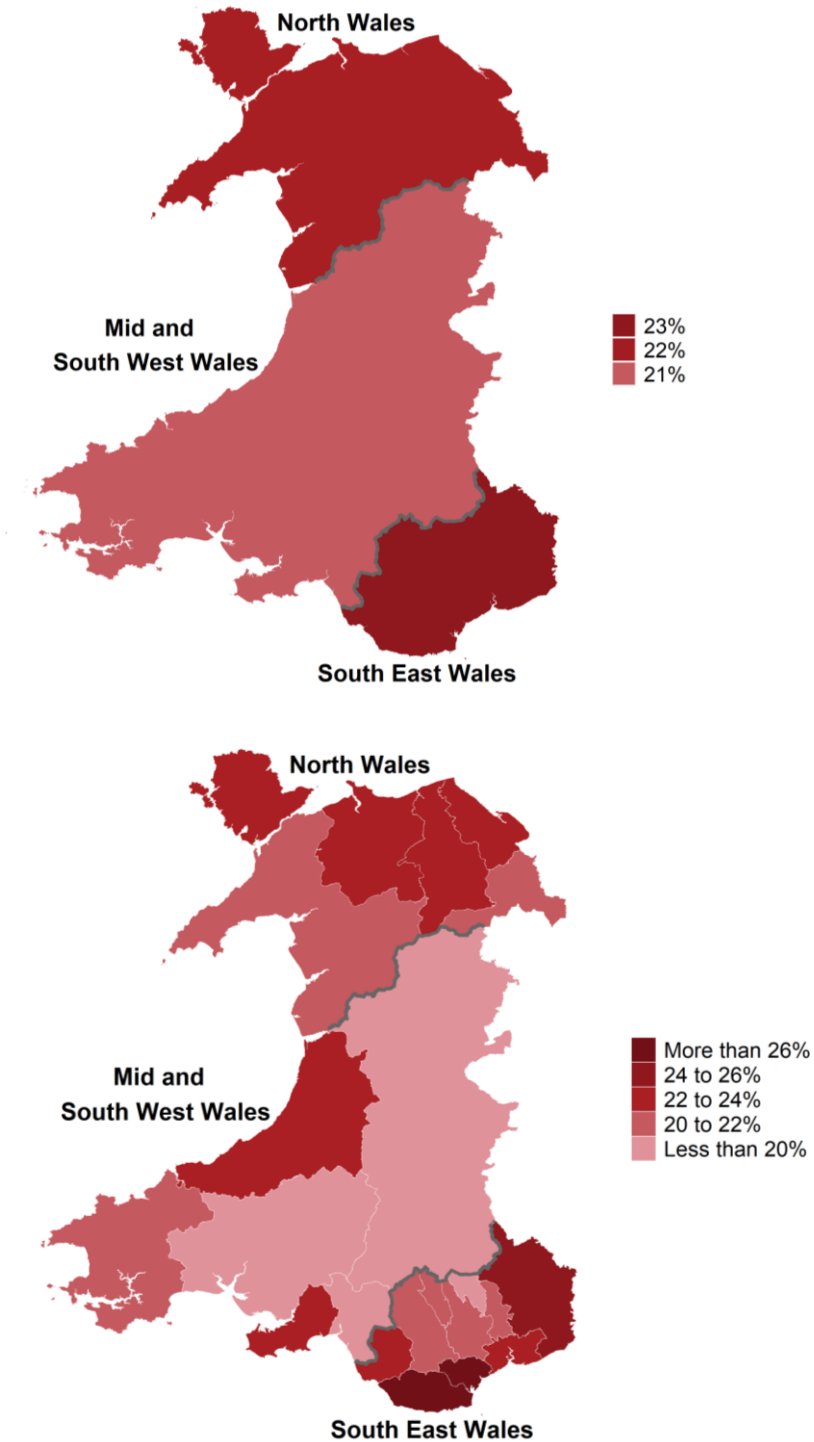 North Wales
Mid and
South West Wales
23%
22%
21%
South East Wales
North Wales
Mid and
South West Wales
More than 26%
24 to 26%
22 to 24%
20 to 22%
Less than 20%
South East Wales